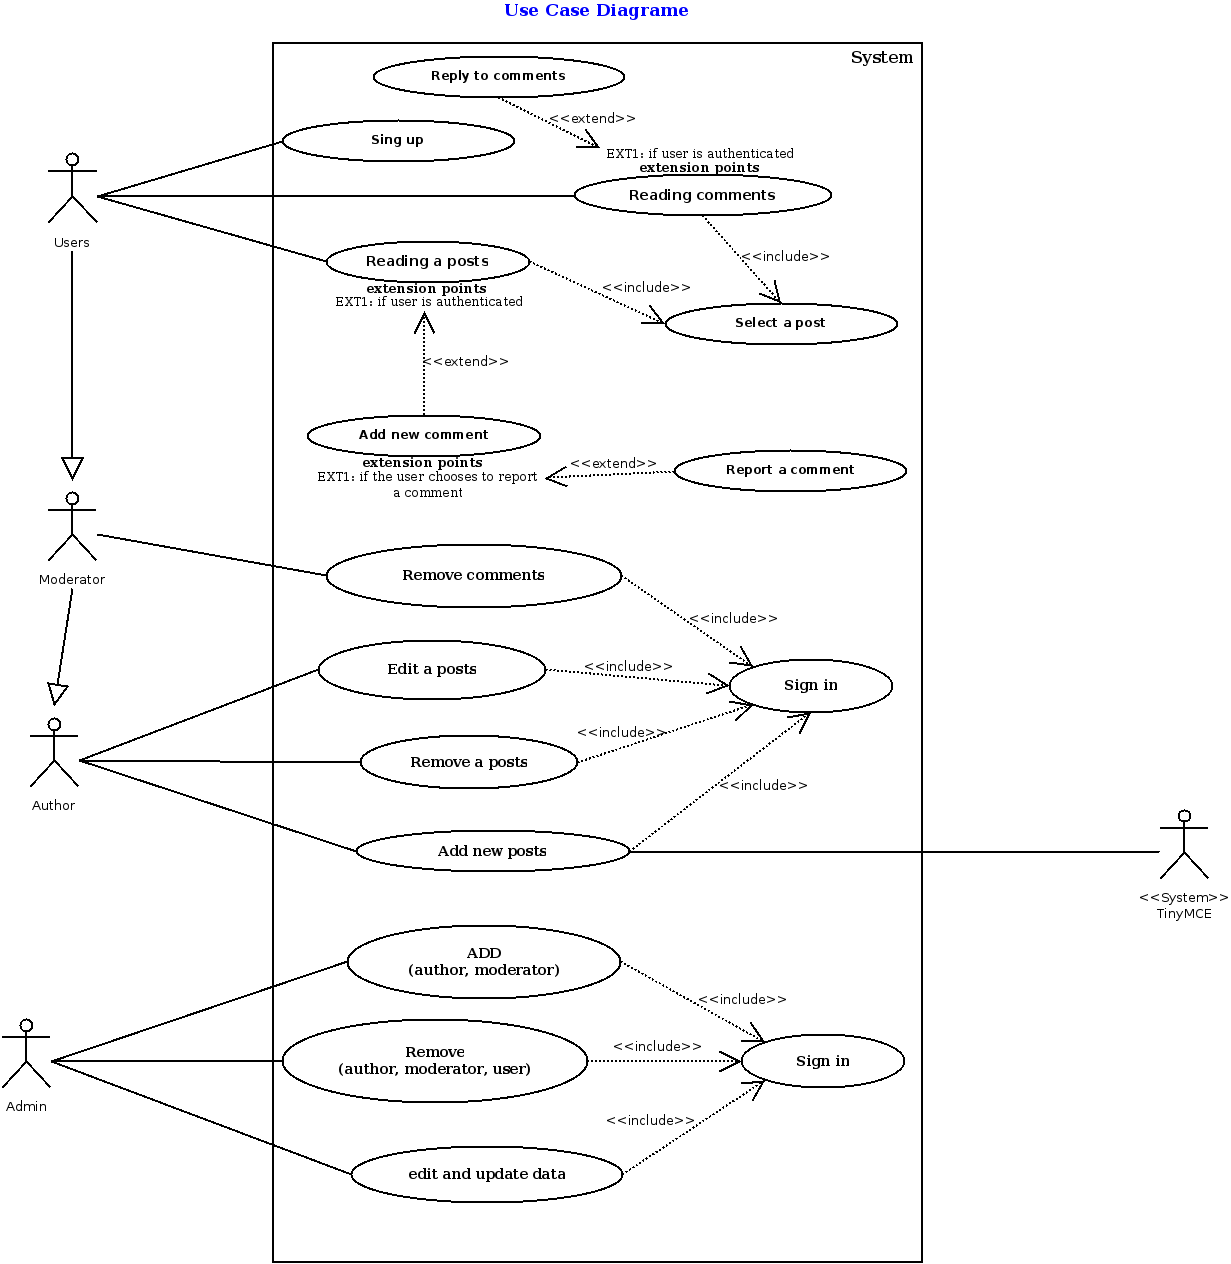 Use Case Diagrame
System
Reply to comments
<<extend>>
Sing up
EXT1: if user is authenticated
extension points
Reading comments
Users
<<include>>
Reading a posts
extension points
EXT1: if user is authenticated
<<include>>
Select a post
<<extend>>
Add new comment
extension points
EXT1: if the user chooses to report
a comment
<<extend>>
Report a comment
Moderator
Remove comments
<<include>>
Edit a posts
<<include>>
Sign in
Remove a posts
<<include>>
Author
<<include>>
Add new posts
<<System>>
TinyMCE
ADD
(author, moderator)
<<include>>
Remove
(author, moderator, user)
<<include>>
Sign in
Admin
<<include>>
edit and update data